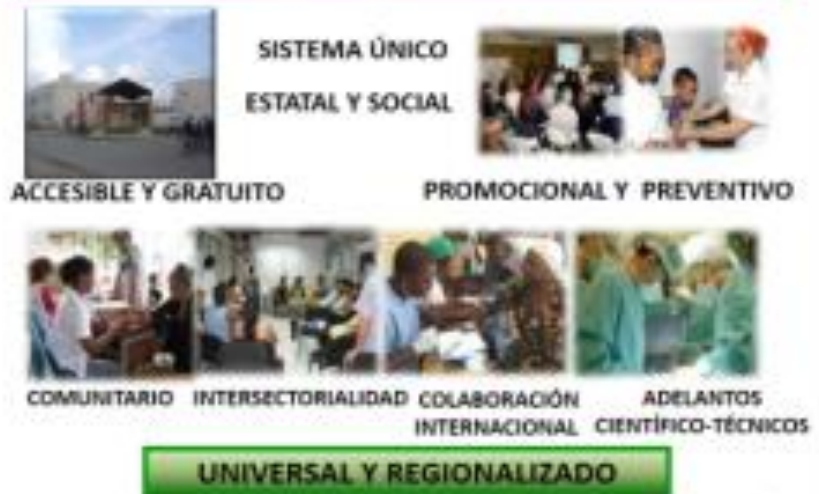 SISTEMA ÚNICO
ESTATAL Y SOCIAL
ACCESIBLE Y GRATUITO
PROMOCIONAL Y PREVENTIVO
COMUNITARIO
INTERSECTORIALIDAD
COLABORACIÓN
INTERNACIONAL
ADELANTOS
CIENTÍFICO-TÉCNICOS
UNIVERSAL Y REGIONALIZADO